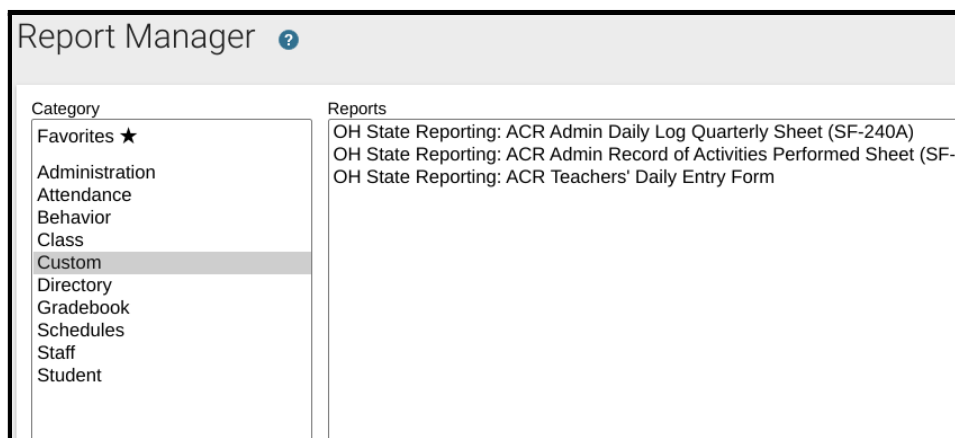 Report Manager ?
Category
Favorites ★
Administration
Attendance
Behavior
Class
Custom
Directory
Gradebook
Schedules
Staff
Student
Reports
OH State Reporting: ACR Admin Daily Log Quarterly Sheet (SF-240A)
OH State Reporting: ACR Admin Record of Activities Performed Sheet (SF-
OH State Reporting: ACR Teachers' Daily Entry Form